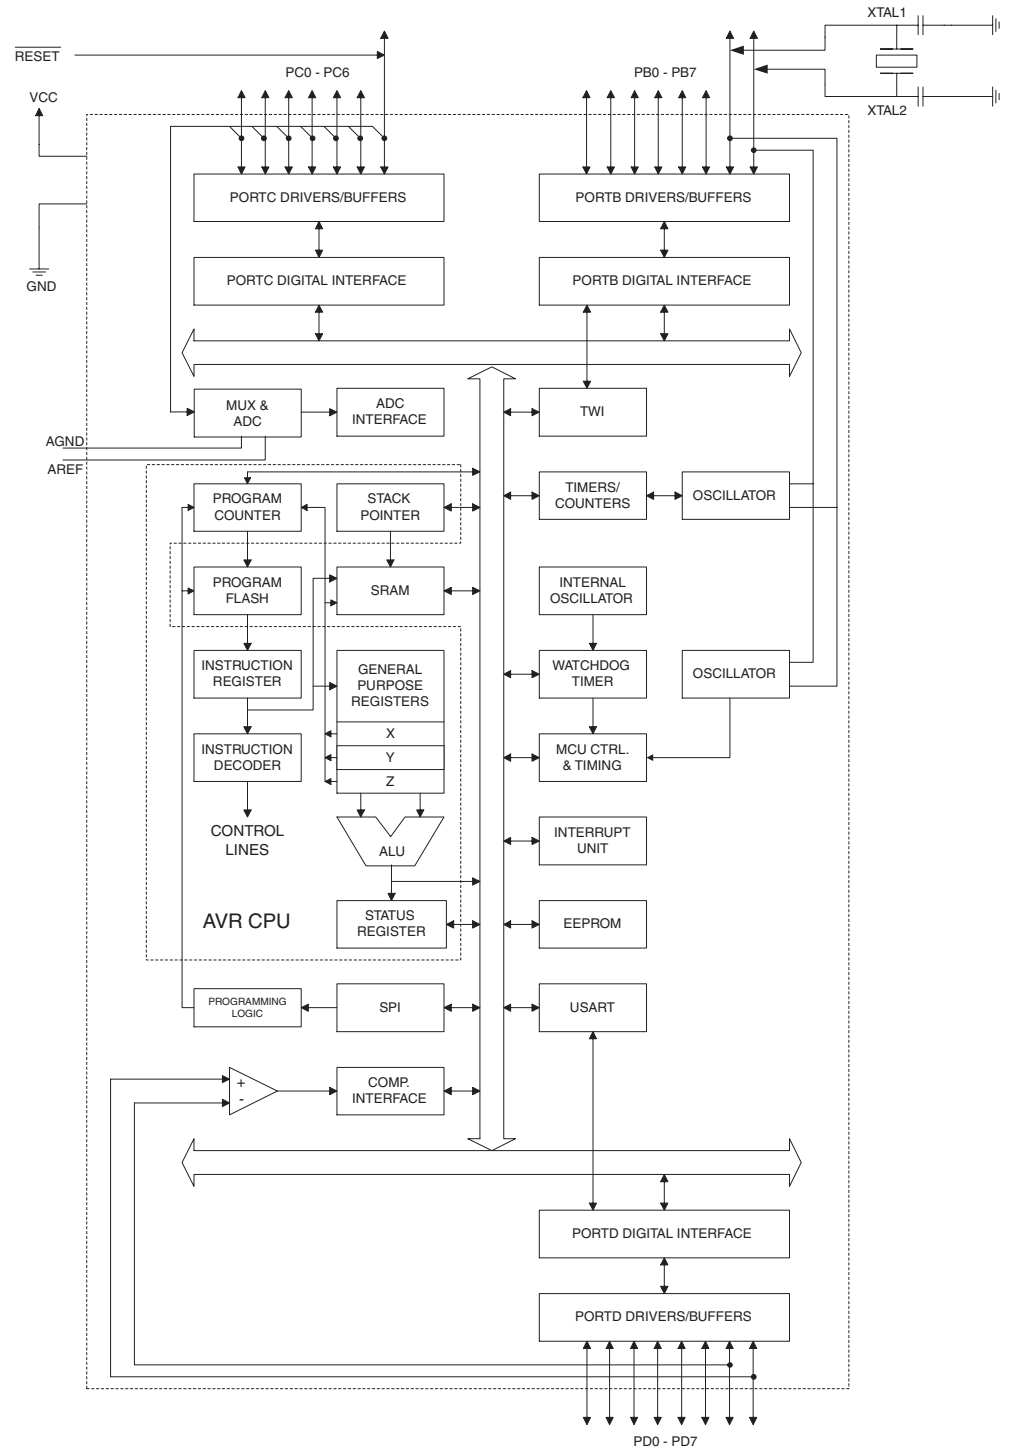 XTAL1
RESET
PC0 - PC6
PB0 - PB7
VCC
XTAL2
PORTC DRIVERS/BUFFERS
PORTB DRIVERS/BUFFERS
PORTC DIGITAL INTERFACE
PORTB DIGITAL INTERFACE
GND
MUX &
ADC
ADC
INTERFACE
TWI
AGND
AREF
PROGRAM
COUNTER
STACK
POINTER
TIMERS/
COUNTERS
OSCILLATOR
PROGRAM
FLASH
SRAM
INTERNAL
OSCILLATOR
INSTRUCTION
REGISTER
GENERAL
PURPOSE
REGISTERS
WATCHDOG
TIMER
OSCILLATOR
X
Y
Z
INSTRUCTION
DECODER
MCU CTRL.
& TIMING
CONTROL
LINES
ALU
INTERRUPT
UNIT
AVR CPU
STATUS
REGISTER
EEPROM
PROGRAMMING
LOGIC
SPI
USART
+
-
COMP.
INTERFACE
PORTD DIGITAL INTERFACE
PORTD DRIVERS/BUFFERS
PD0 - PD7